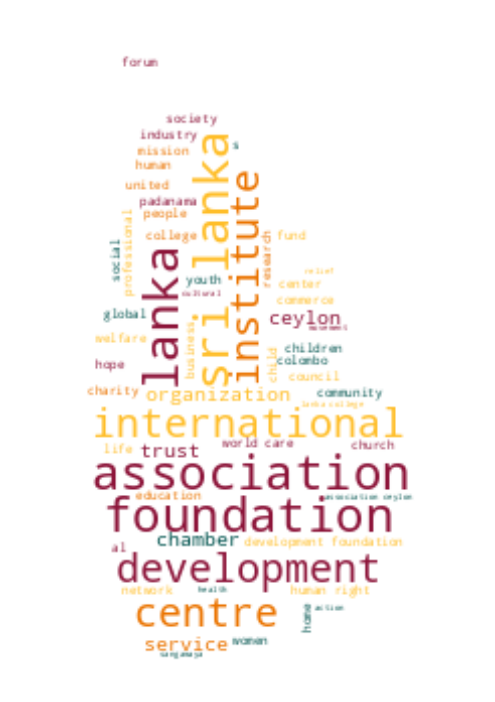 forum
society
industry
s
mission
human
united
padanama
people
sri lanka
institute
college
research
fund
social
professional
lanka
youth
cultural
relief
center
commerce
global
ceylon
movement
welfare
business
child
children
colombo
hope
council
charity
organization
community
lanka college
international
life
trust
world care
church
association
education
association ceylon
foundation
chamber
development foundation
al
development
network
health
human right
centre
home
action
service
women
sangamaya